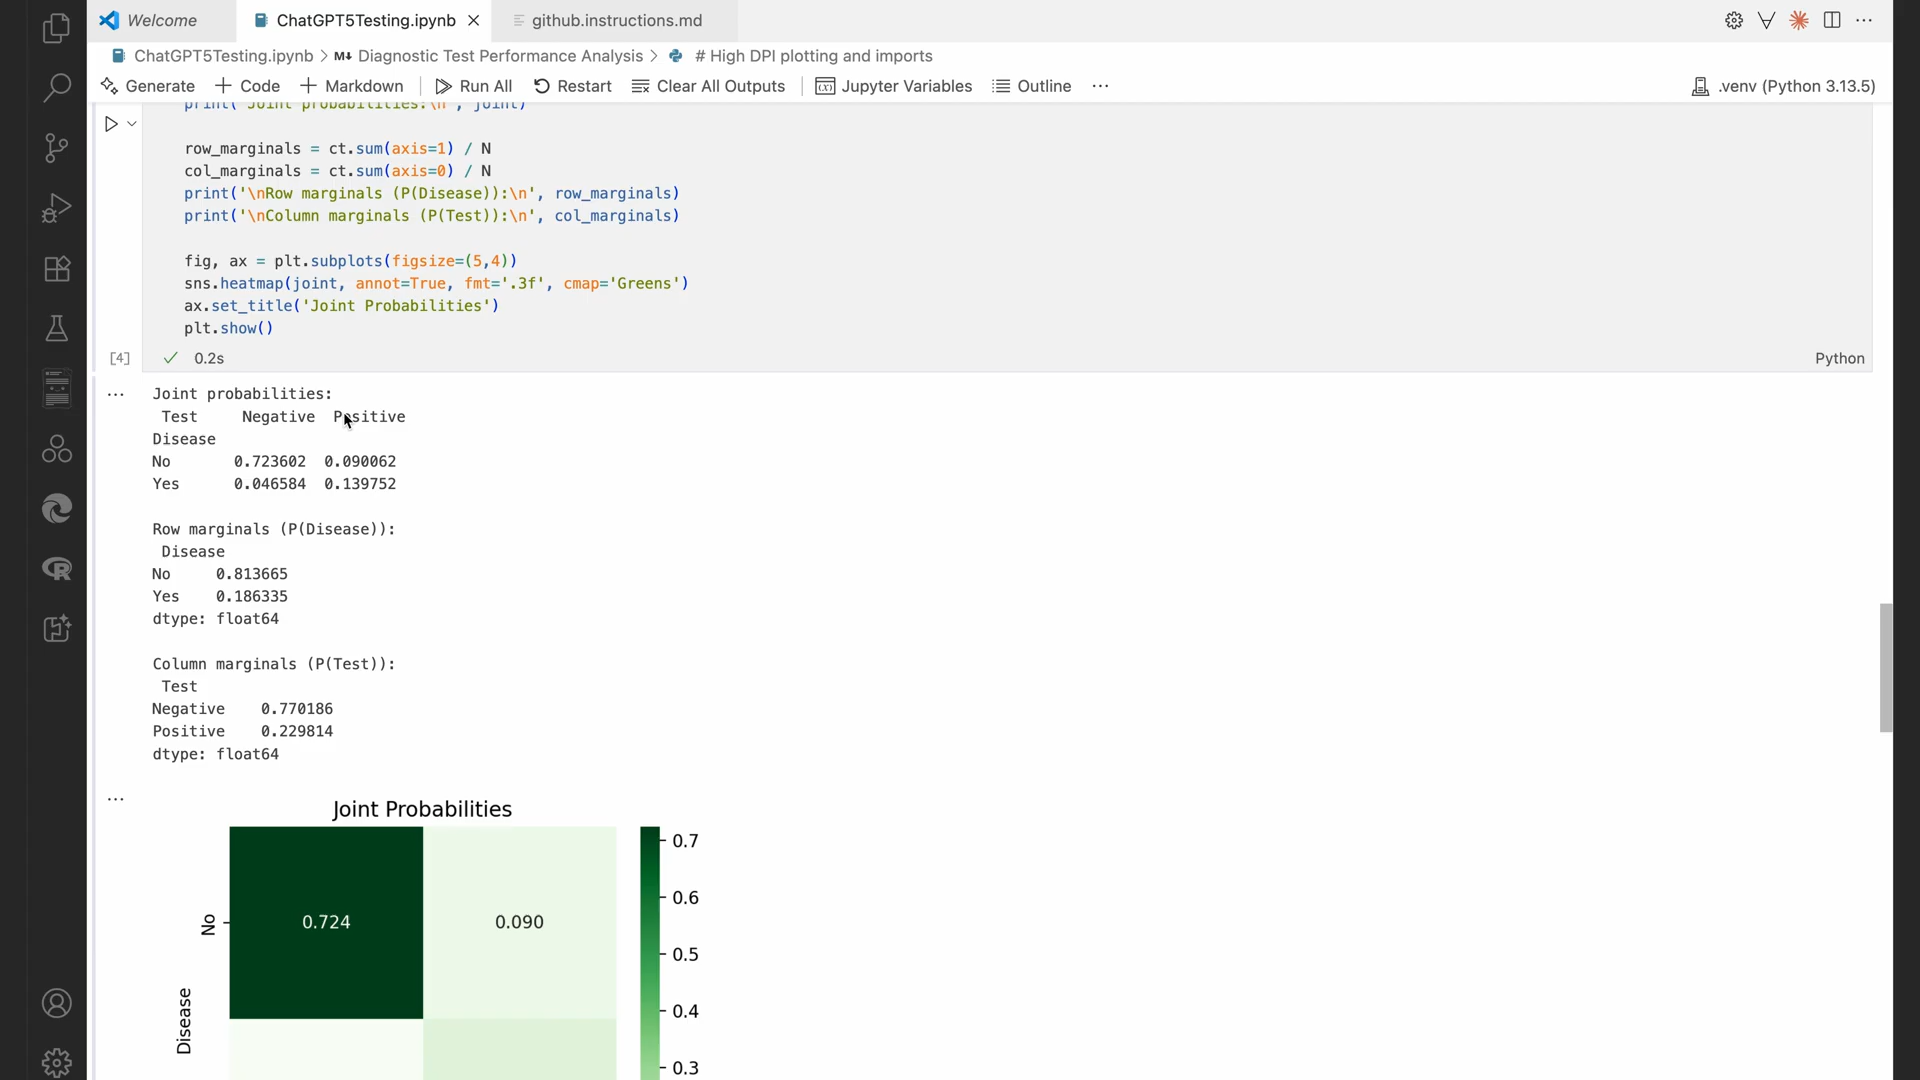 Welcome
ChatGPT5Testing.ipynb
github.instructions.md
ChatGPT5Testing.ipynb > M↓ Diagnostic Test Performance Analysis > # High DPI plotting and imports
Generate + Code + Markdown Run All Restart Clear All Outputs Jupyter Variables Outline ...
.venv (Python 3.13.5)
print('Joint probabilities:\n', joint)
row_marginals = ct.sum(axis=1) / N
col_marginals = ct.sum(axis=0) / N
print('\nRow marginals (P(Disease)):\n', row_marginals)
print('\nColumn marginals (P(Test)):\n', col_marginals)
fig, ax = plt.subplots(figsize=(5,4))
sns.heatmap(joint, annot=True, fmt='.3f', cmap='Greens')
ax.set_title('Joint Probabilities')
plt.show()
[4] ✓ 0.2s
Python
Joint probabilities:
Test Negative Positive
Disease
No 0.723602 0.090062
Yes 0.046584 0.139752
Row marginals (P(Disease)):
Disease
No 0.813665
Yes 0.186335
dtype: float64
Column marginals (P(Test)):
Test
Negative 0.770186
Positive 0.229814
dtype: float64
Joint Probabilities
No
0.724
0.090
Disease
0.7
0.6
0.5
0.4
0.3